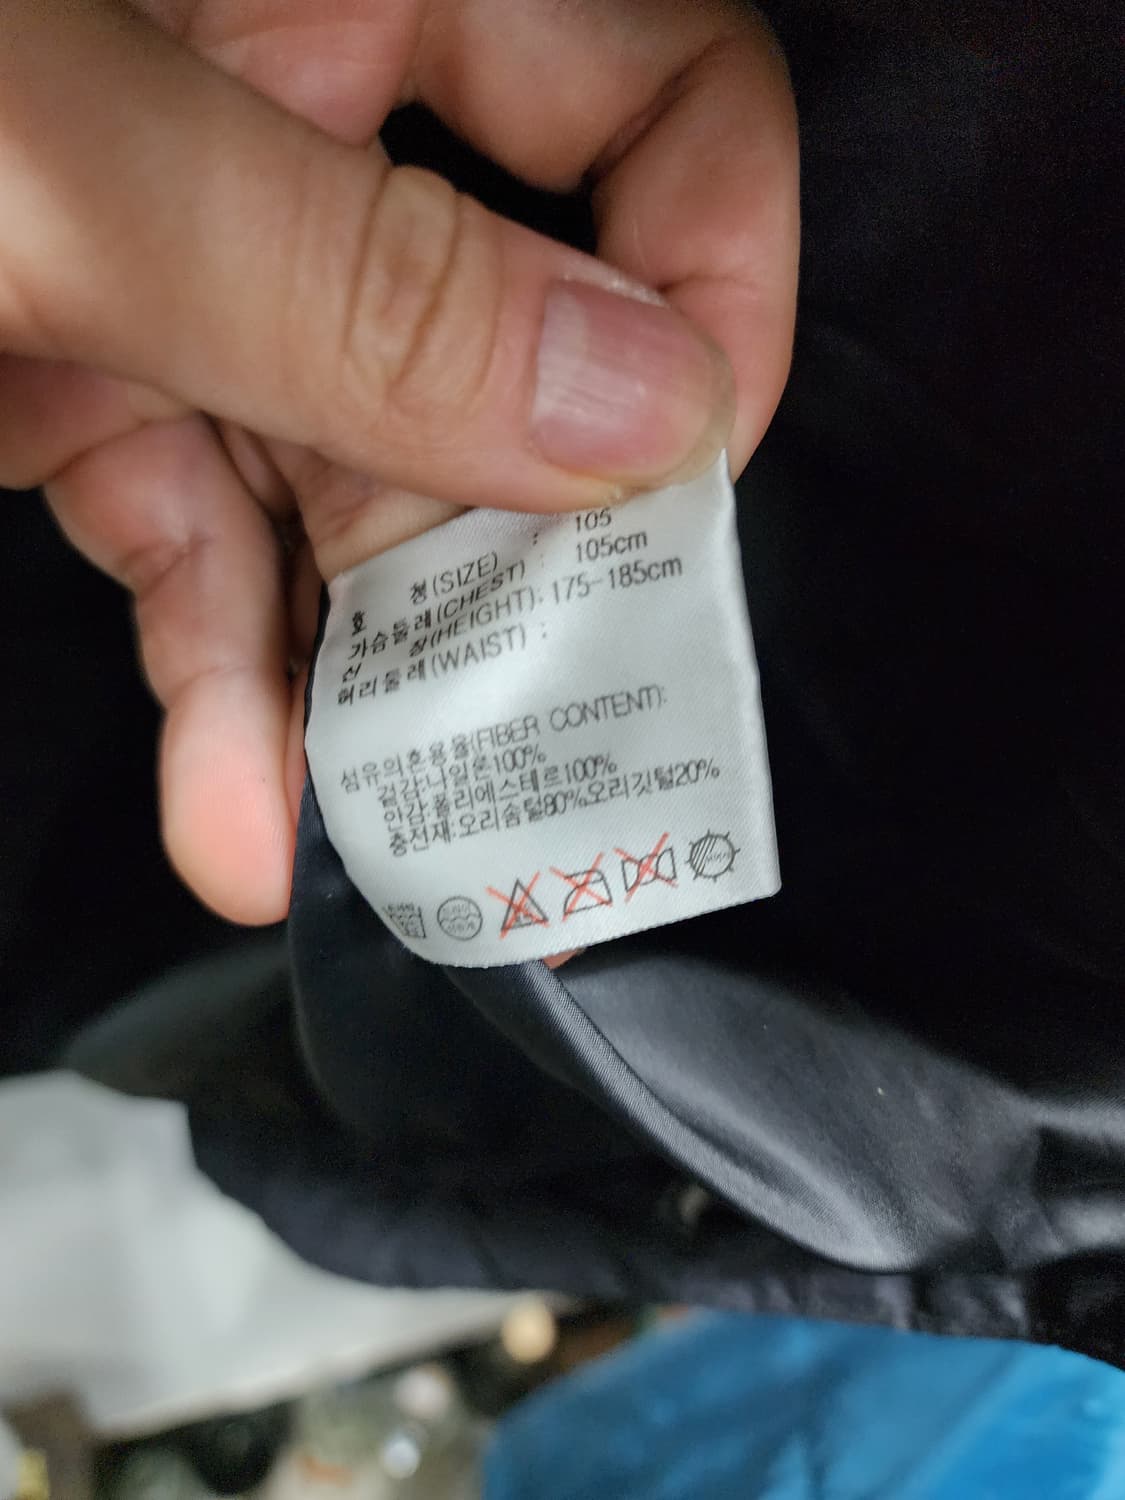 호 칭(SIZE) : 105
가슴둘레(CHEST) : 105cm
신 장(HEIGHT): 175-185cm
허리둘레(WAIST) :
섬유의혼용율(FIBER CONTENT):
겉감:나일론100%
안감:폴리에스테르100%
충전재:오리솜털80%오리깃털20%